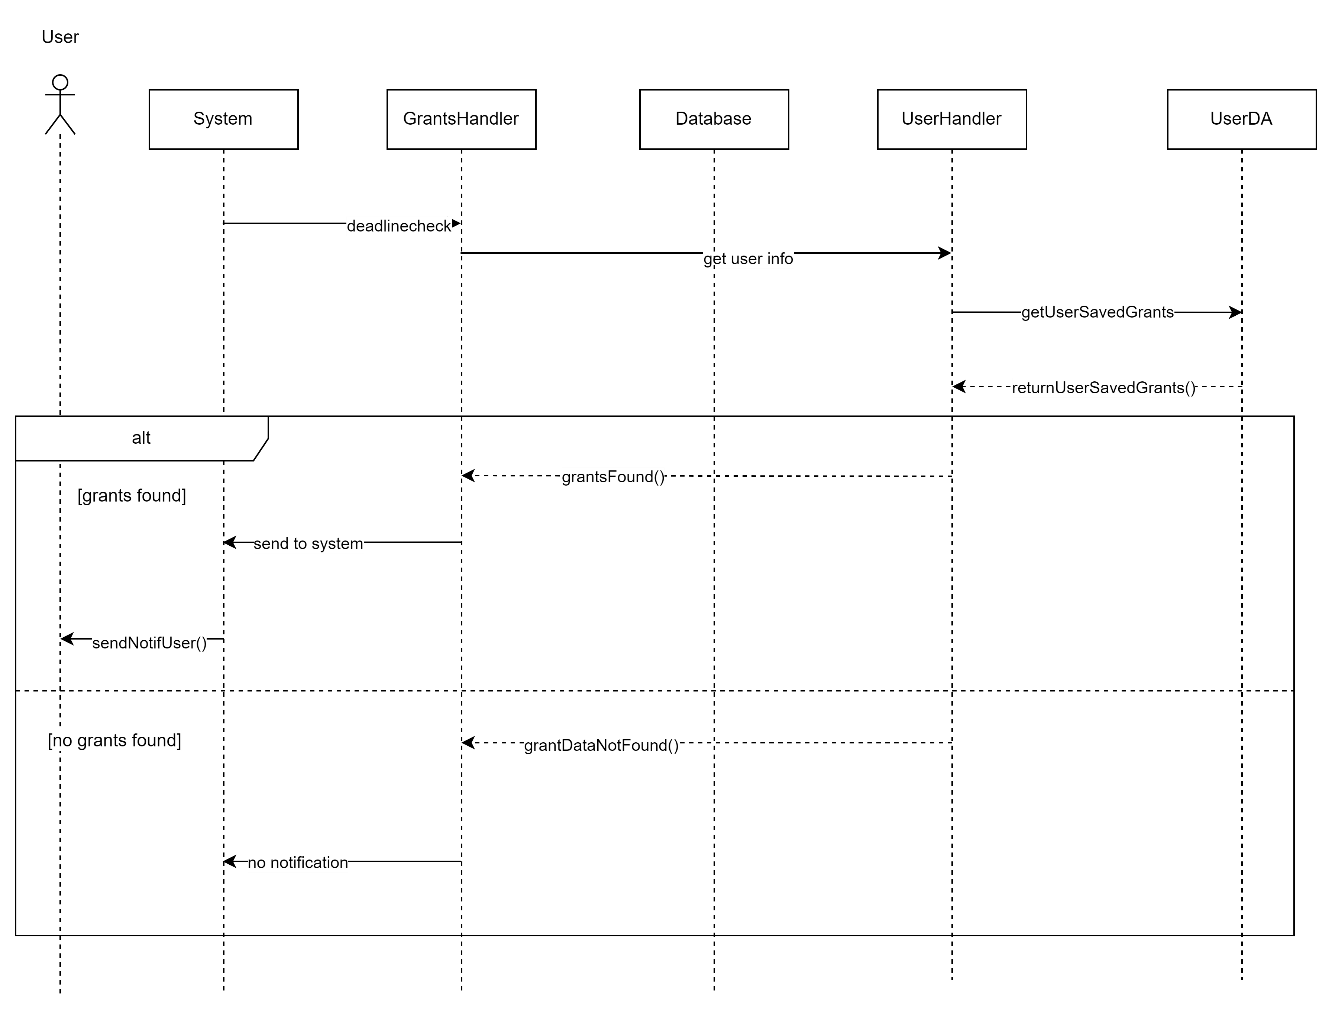 User
System
GrantsHandler
Database
UserHandler
UserDA
deadlinecheck
get user info
getUserSavedGrants
returnUserSavedGrants()
alt
grantsFound()
[grants found]
send to system
sendNotifUser()
[no grants found]
grantDataNotFound()
no notification